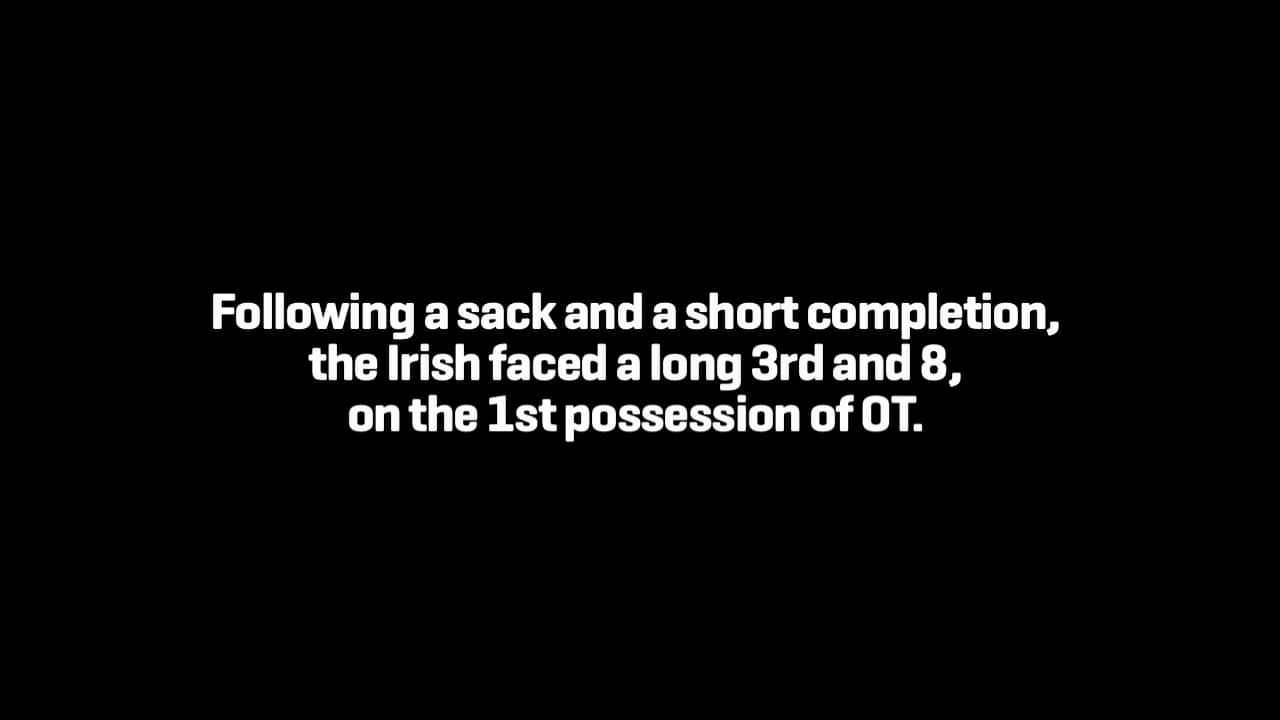 Following a sack and a short completion,
the Irish faced a long 3rd and 8,
on the 1st possession of OT.